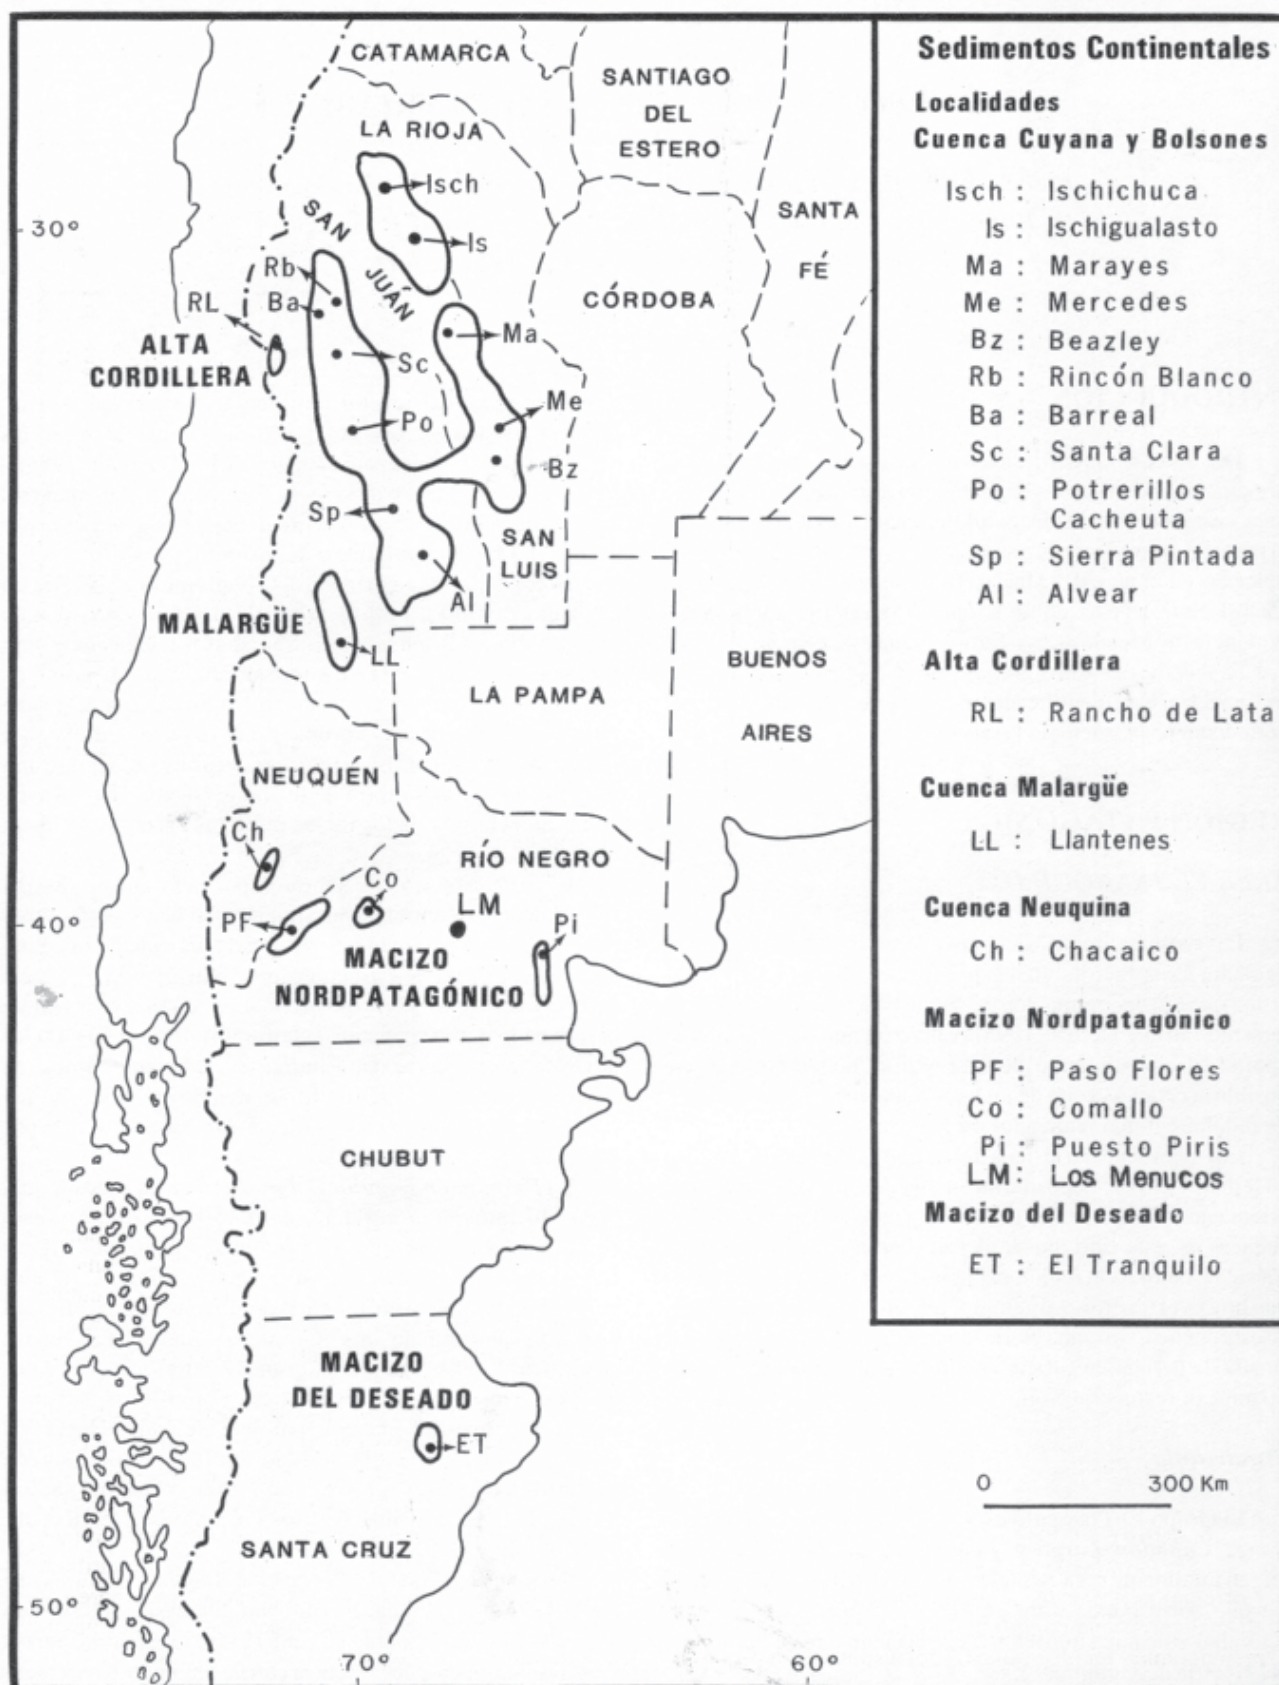 CATAMARCA
SANTIAGO
DEL
ESTERO
LA RIOJA
Isch
SAN
JUÁN
SANTA
FÉ
30°
Is
Rb
RL
Ba
CÓRDOBA
Ma
ALTA
CORDILLERA
Sc
Me
Po
Bz
Sp
SAN
LUIS
Al
MALARGÜE
LL
BUENOS
AIRES
LA PAMPA
NEUQUÉN
Ch
RÍO NEGRO
Co
LM
PF
Pi
40°
MACIZO
NORDPATAGÓNICO
CHUBUT
MACIZO
DEL DESEADO
ET
SANTA CRUZ
50°
70°
60°
Sedimentos Continentales
Localidades
Cuenca Cuyana y Bolsones
Isch : Ischichuca
Is : Ischigualasto
Ma : Marayes
Me : Mercedes
Bz : Beazley
Rb : Rincón Blanco
Ba : Barreal
Sc : Santa Clara
Po : Potrerillos
Cacheuta
Sp : Sierra Pintada
Al : Alvear
Alta Cordillera
RL : Rancho de Lata
Cuenca Malargüe
LL : Llantenes
Cuenca Neuquina
Ch : Chacaico
Macizo Nordpatagónico
PF : Paso Flores
Co : Comallo
Pi : Puesto Piris
LM: Los Menucos
Macizo del Deseado
ET : El Tranquilo
0 300 Km